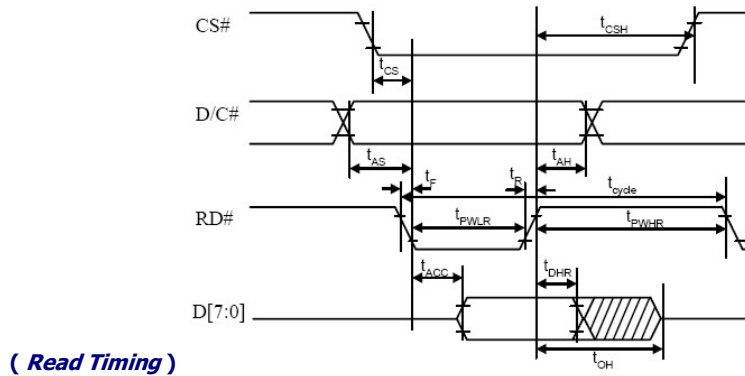 CS#
tCSH
tCS
D/C#
tAS
tAH
tF
tR
tcycle
RD#
tPWLR
tPWHR
tACC
tDHR
D[7:0]
tOH
( Read Timing )